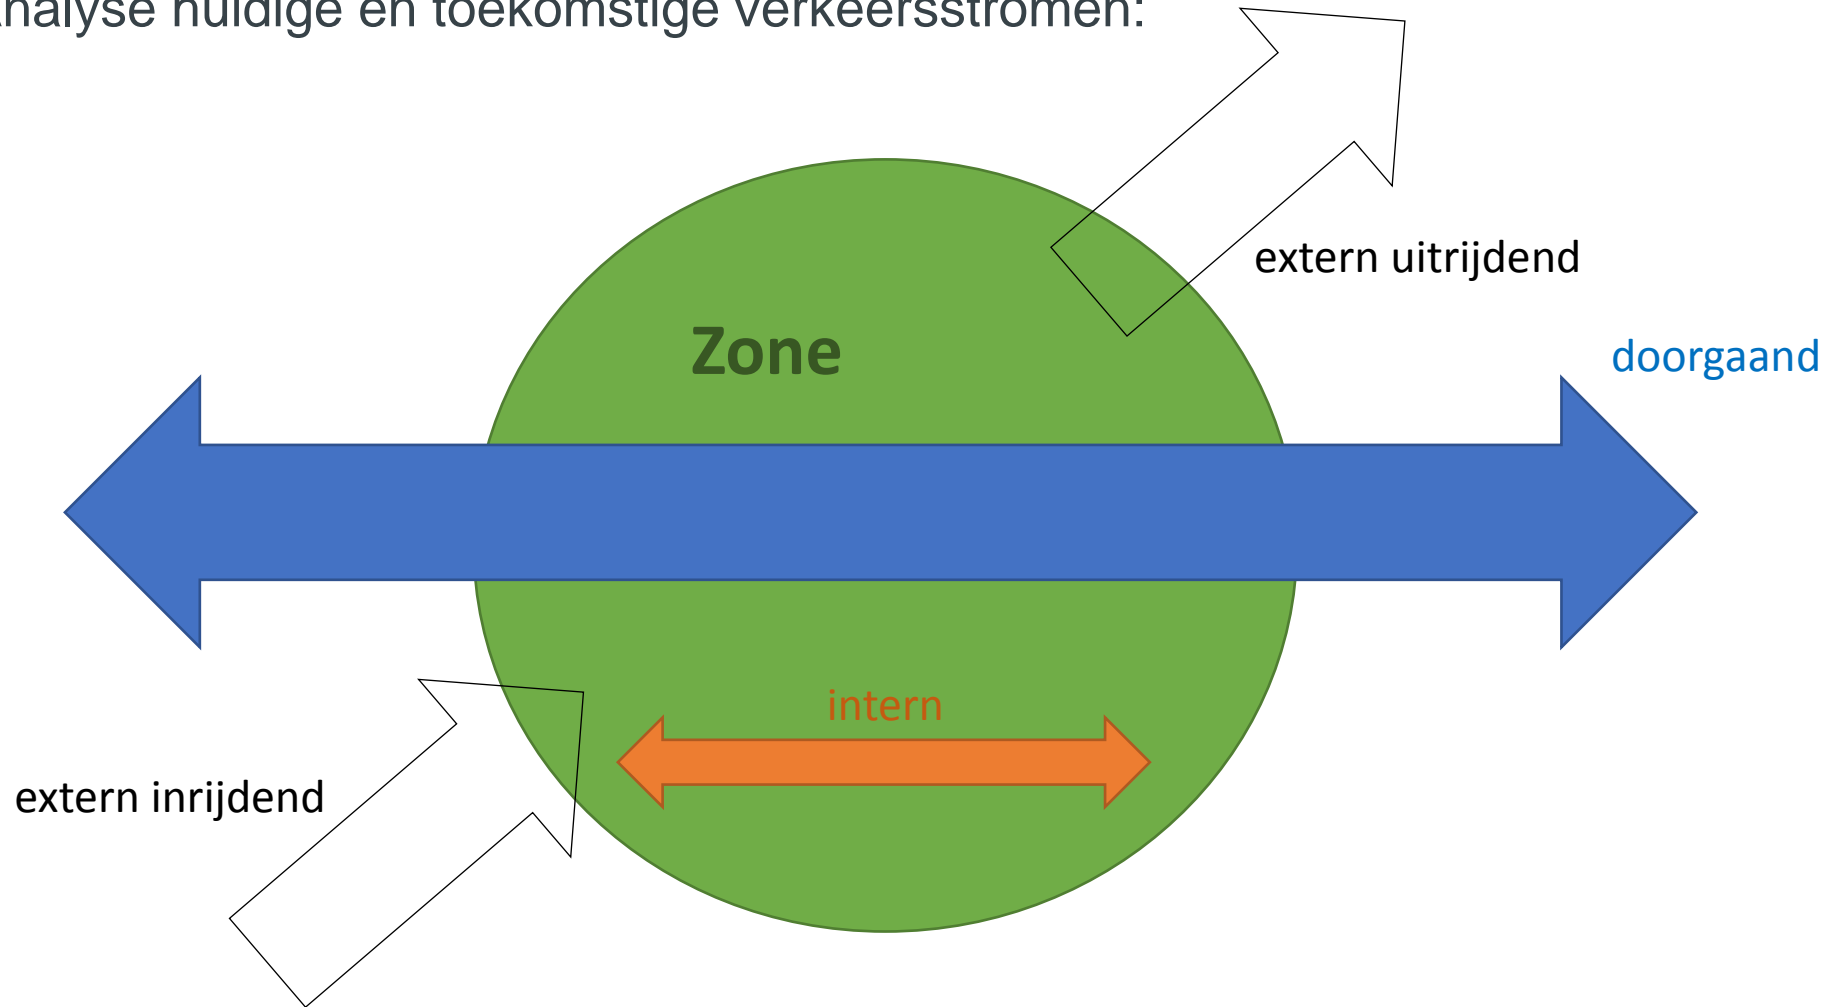 nalyse huidige en toekomstige verkeersstromen:
extern uitrijdend
Zone
doorgaand
intern
extern inrijdend